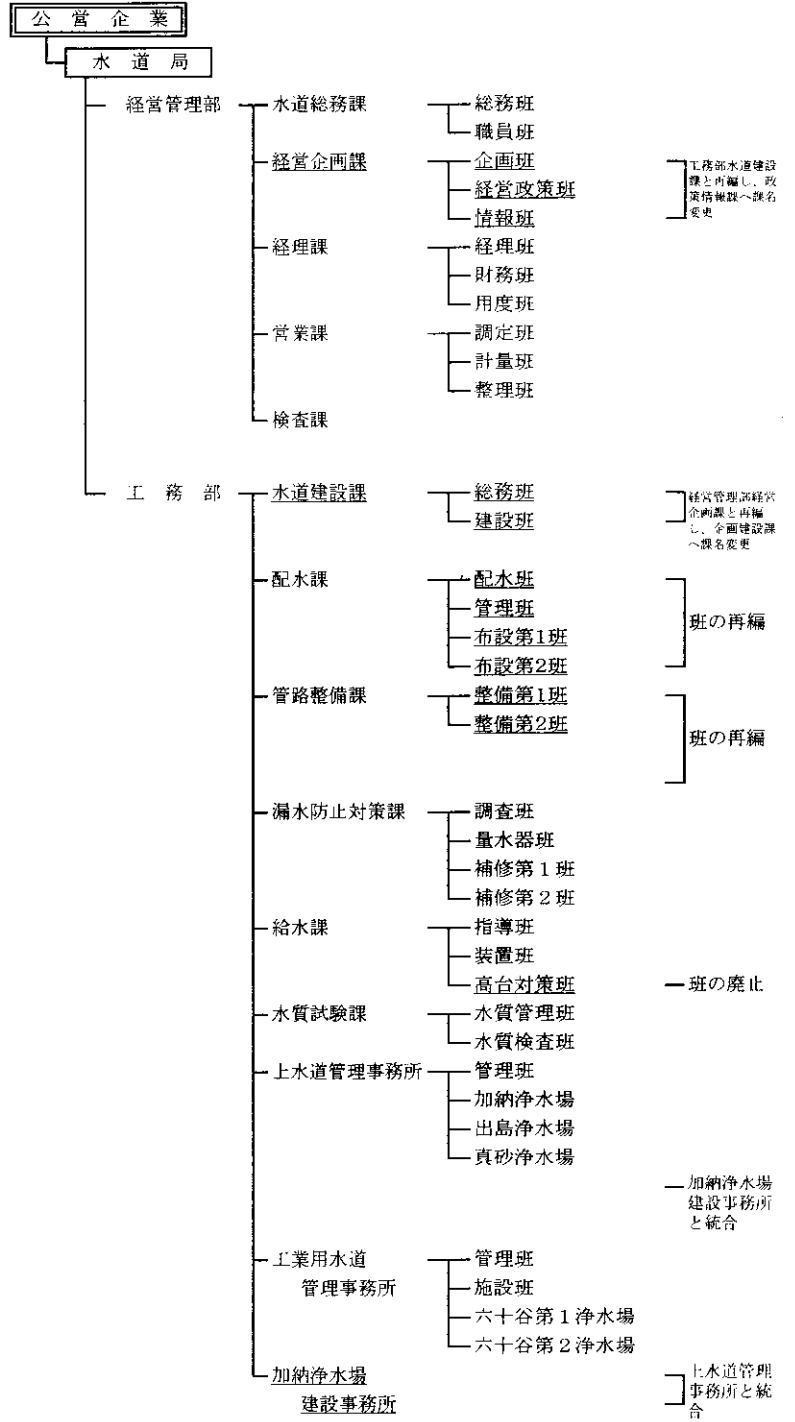 公営企業
水道局
経営管理部 水道総務課 総務班
職員班
経営企画課 企画班
経営政策班
情報班
工務部水道建設
課と再編し、政
策情報課へ課名
変更
経理課 経理班
財務班
用度班
営業課 調定班
計量班
整理班
検査課
工務部 水道建設課 総務班
建設班
経営管理部経営
企画課と再編
し、企画建設課
へ課名変更
配水課 配水班
管理班
布設第1班
布設第2班
班の再編
管路整備課 整備第1班
整備第2班
班の再編
漏水防止対策課 調査班
量水器班
補修第1班
補修第2班
給水課 指導班
装置班
高台対策班 班の廃止
水質試験課 水質管理班
水質検査班
上水道管理事務所 管理班
加納浄水場
出島浄水場
真砂浄水場
加納浄水場
建設事務所
と統合
工業用水道 管理班
管理事務所 施設班
六十谷第1浄水場
六十谷第2浄水場
加納浄水場
建設事務所
上水道管理
事務所と統
合